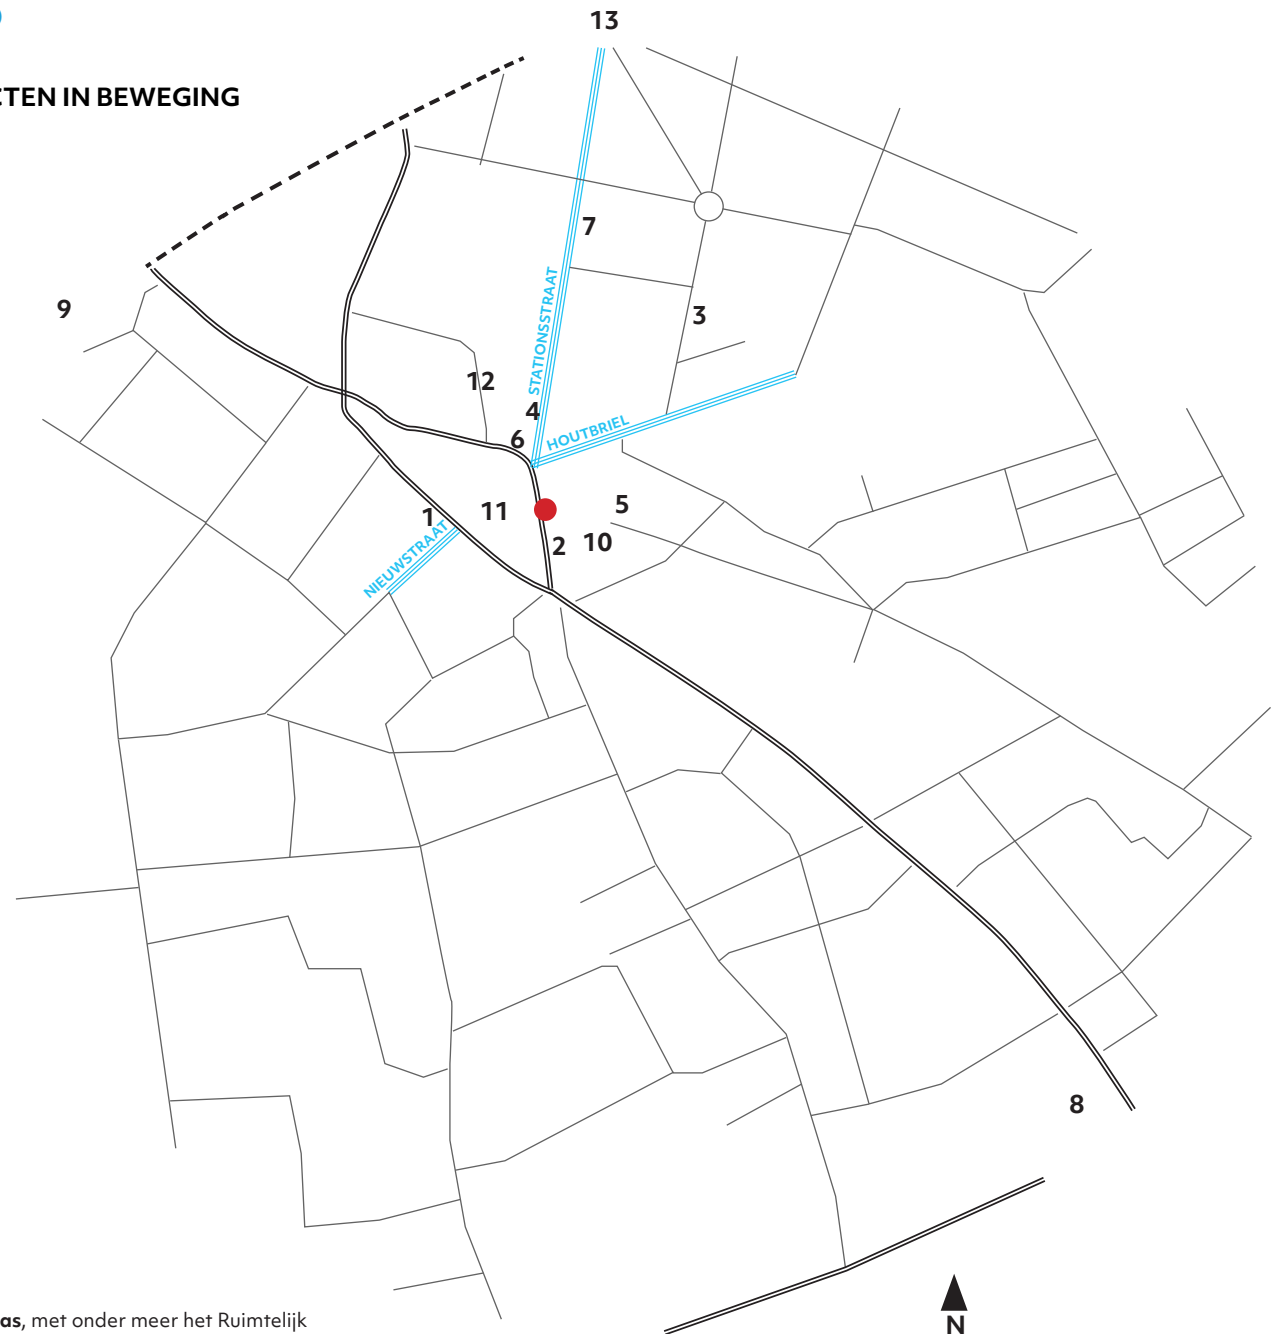 13
CTEN IN BEWEGING
7
9
STATIONSSTRAAT
3
12
4
HOUTBRIEL
6
5
11
1
NIEUWSTRAAT
2
10
8
as, met onder meer het Ruimtelijk
N